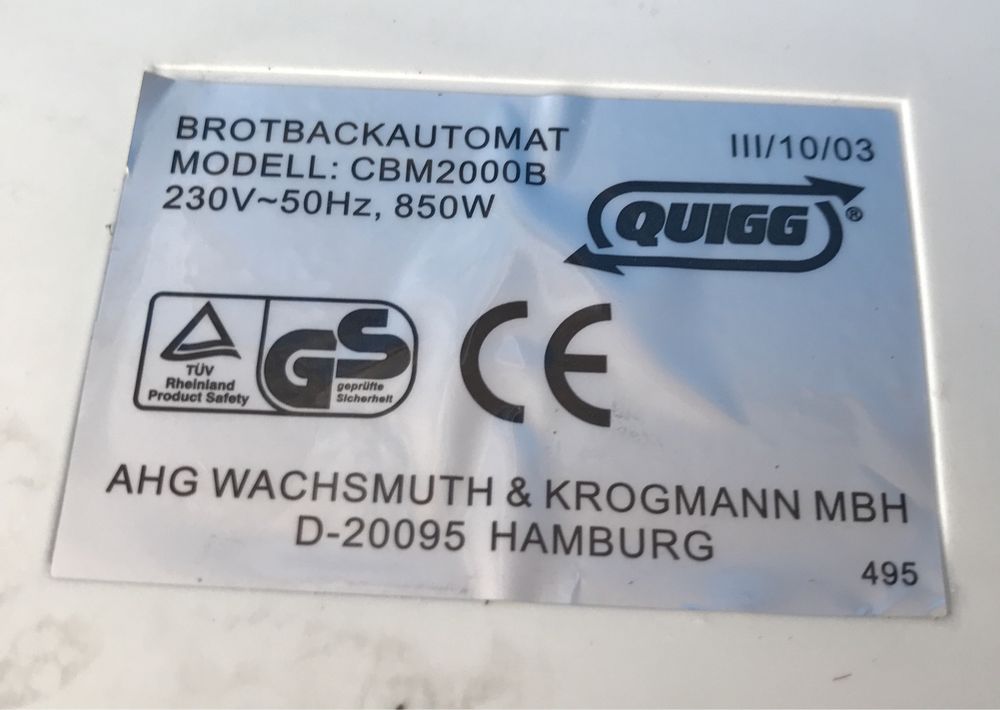 BROTBACKAUTOMAT
MODELL: CBM2000B
230V~50Hz, 850W
III/10/03
QUIGG®
TÜV
Rheinland
Product Safety
GS
geprüfte
Sicherheit
CE
AHG WACHSMUTH & KROGMANN MBH
D-20095 HAMBURG
495